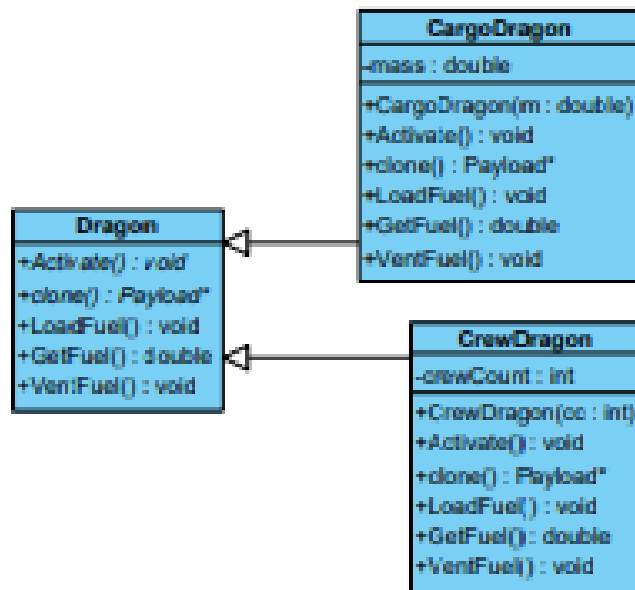 CargoDragon
-mass : double
+CargoDragon(m : double)
+Activate() : void
+clone() : Payload*
+LoadFuel() : void
+GetFuel() : double
+VentFuel() : void
Dragon
+Activate() : void
+clone() : Payload*
+LoadFuel() : void
+GetFuel() : double
+VentFuel() : void
CrewDragon
-crewCount : int
+CrewDragon(cc : int)
+Activate() : void
+clone() : Payload*
+LoadFuel() : void
+GetFuel() : double
+VentFuel() : void